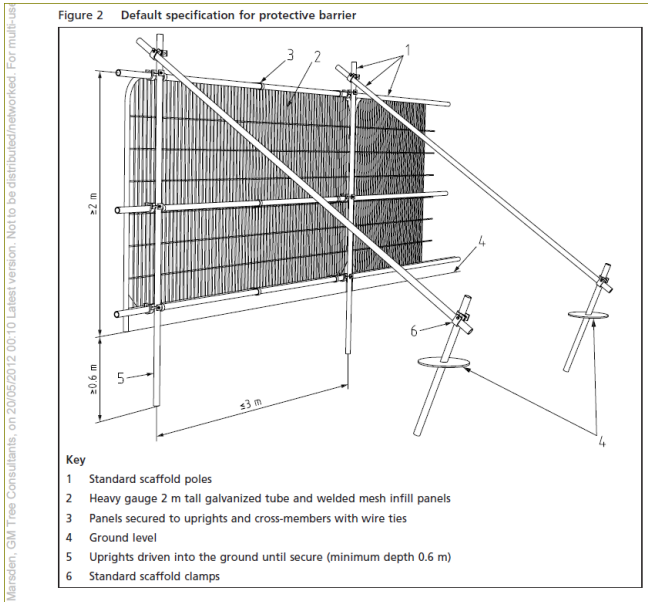 Marsden, GM Tree Consultants, on 20/05/2012 00:10 Latest version. Not to be distributed/networked. For multi-us
Figure 2 Default specification for protective barrier
3
2
1
≥2 m
4
6
≥0.6 m
5
≤3 m
4
Key
1 Standard scaffold poles
2 Heavy gauge 2 m tall galvanized tube and welded mesh infill panels
3 Panels secured to uprights and cross-members with wire ties
4 Ground level
5 Uprights driven into the ground until secure (minimum depth 0.6 m)
6 Standard scaffold clamps